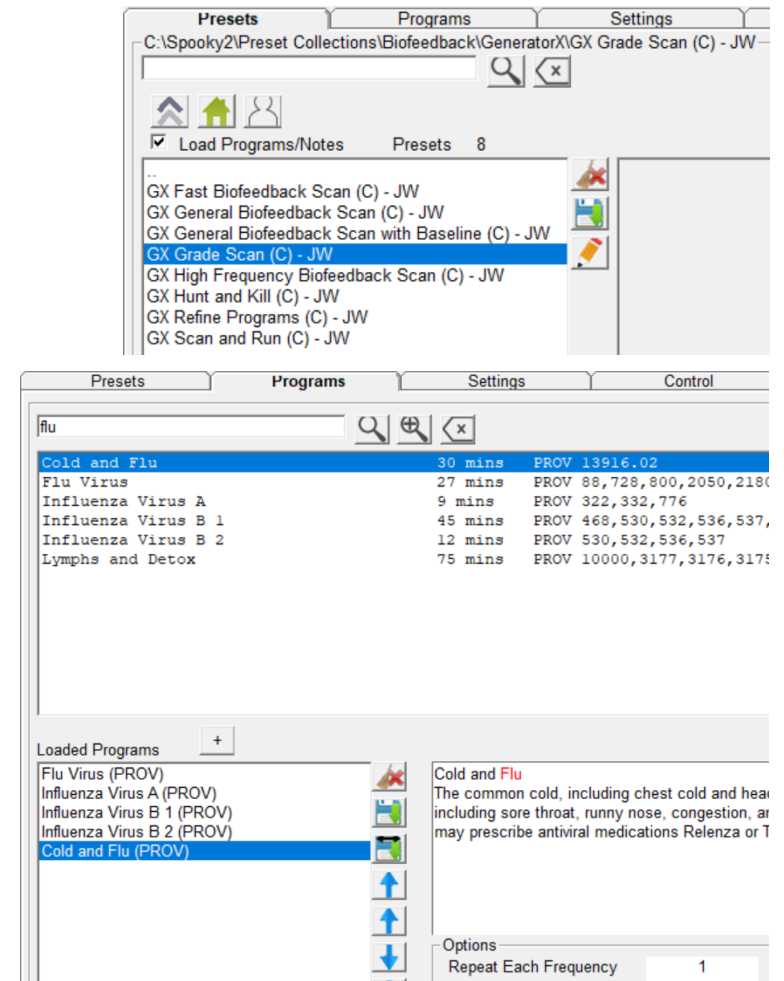 Presets Programs Settings
C:\Spooky2\Preset Collections\Biofeedback\GeneratorX\GX Grade Scan (C) - JW
Load Programs/Notes Presets 8
..
GX Fast Biofeedback Scan (C) - JW
GX General Biofeedback Scan (C) - JW
GX General Biofeedback Scan with Baseline (C) - JW
GX Grade Scan (C) - JW
GX High Frequency Biofeedback Scan (C) - JW
GX Hunt and Kill (C) - JW
GX Refine Programs (C) - JW
GX Scan and Run (C) - JW
Presets Programs Settings Control
flu
Cold and Flu 30 mins PROV 13916.02
Flu Virus 27 mins PROV 88,728,800,2050,2180
Influenza Virus A 9 mins PROV 322,332,776
Influenza Virus B 1 45 mins PROV 468,530,532,536,537,
Influenza Virus B 2 12 mins PROV 530,532,536,537
Lymphs and Detox 75 mins PROV 10000,3177,3176,3175
Loaded Programs +
Flu Virus (PROV)
Influenza Virus A (PROV)
Influenza Virus B 1 (PROV)
Influenza Virus B 2 (PROV)
Cold and Flu (PROV)
Cold and Flu
The common cold, including chest cold and hea
including sore throat, runny nose, congestion, a
may prescribe antiviral medications Relenza or T
Options
Repeat Each Frequency 1